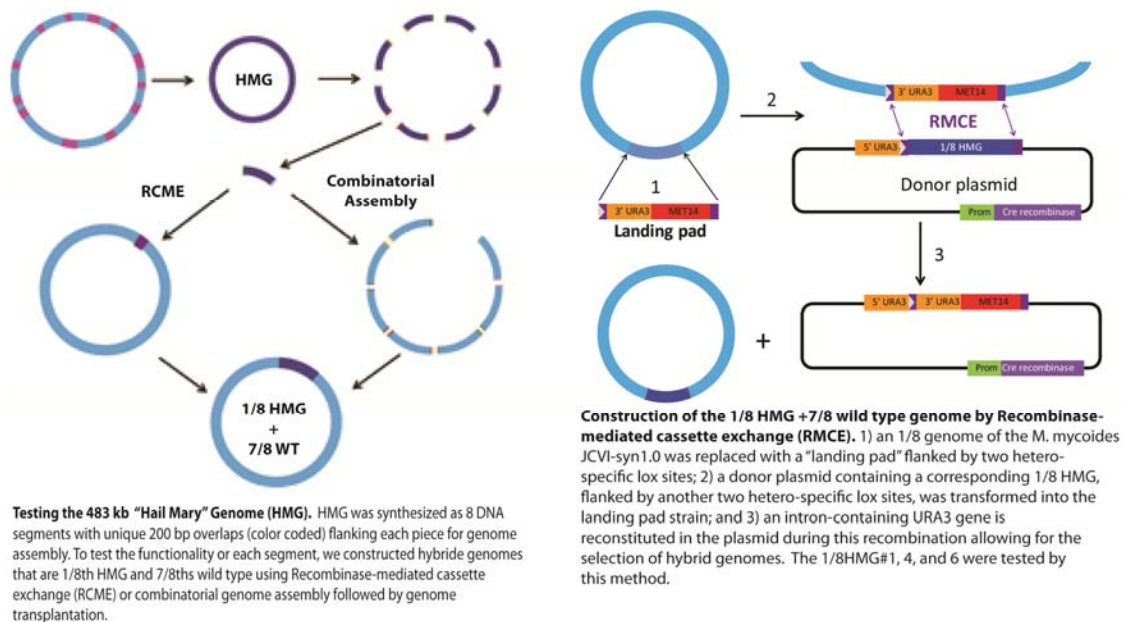 HMG
RCME
Combinatorial
Assembly
1/8 HMG
+
7/8 WT
Testing the 483 kb “Hail Mary” Genome (HMG). HMG was synthesized as 8 DNA
segments with unique 200 bp overlaps (color coded) flanking each piece for genome
assembly. To test the functionality or each segment, we constructed hybride genomes
that are 1/8th HMG and 7/8ths wild type using Recombinase-mediated cassette
exchange (RCME) or combinatorial genome assembly followed by genome
transplantation.
1
3' URA3 MET14
Landing pad
2
3' URA3 MET14
RMCE
5' URA3 1/8 HMG
Donor plasmid
Prom Cre recombinase
3
+
5' URA3 3' URA3 MET14
Prom Cre recombinase
Construction of the 1/8 HMG +7/8 wild type genome by Recombinase-
mediated cassette exchange (RMCE). 1) an 1/8 genome of the M. mycoides
JCVI-syn1.0 was replaced with a “landing pad” flanked by two hetero-
specific lox sites; 2) a donor plasmid containing a corresponding 1/8 HMG,
flanked by another two hetero-specific lox sites, was transformed into the
landing pad strain; and 3) an intron-containing URA3 gene is
reconstituted in the plasmid during this recombination allowing for the
selection of hybrid genomes. The 1/8HMG#1, 4, and 6 were tested by
this method.